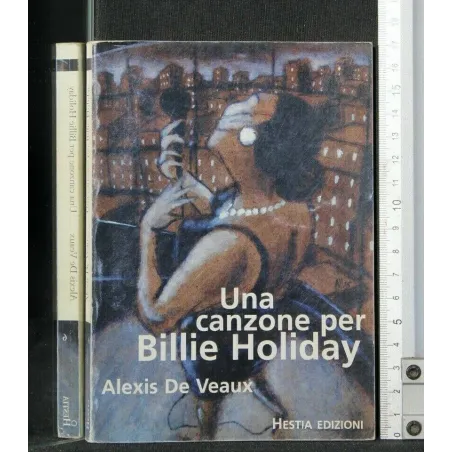 Una
canzone per
Billie Holiday
Alexis De Veaux
HESTIA EDIZIONI